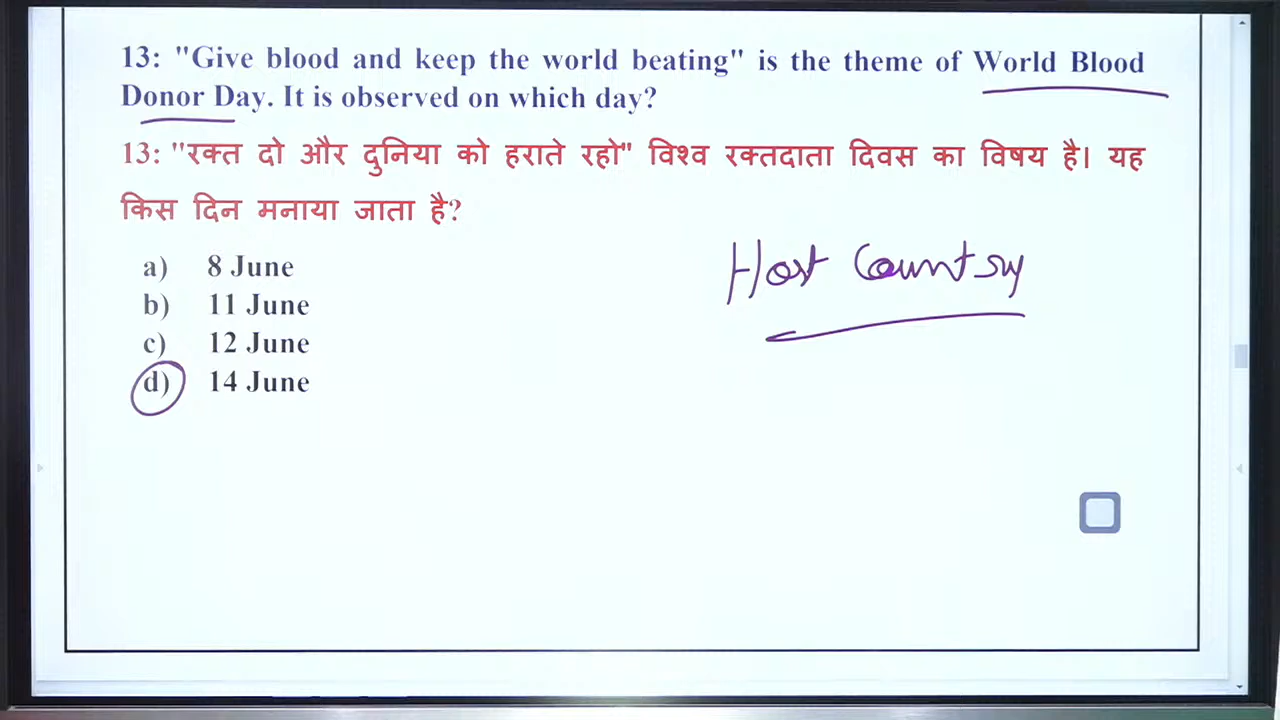 13: "Give blood and keep the world beating" is the theme of World Blood
Donor Day. It is observed on which day?
13: "रक्त दो और दुनिया को हराते रहो" विश्व रक्तदाता दिवस का विषय है। यह
किस दिन मनाया जाता है?
a) 8 June
b) 11 June
c) 12 June
d) 14 June
Host Country